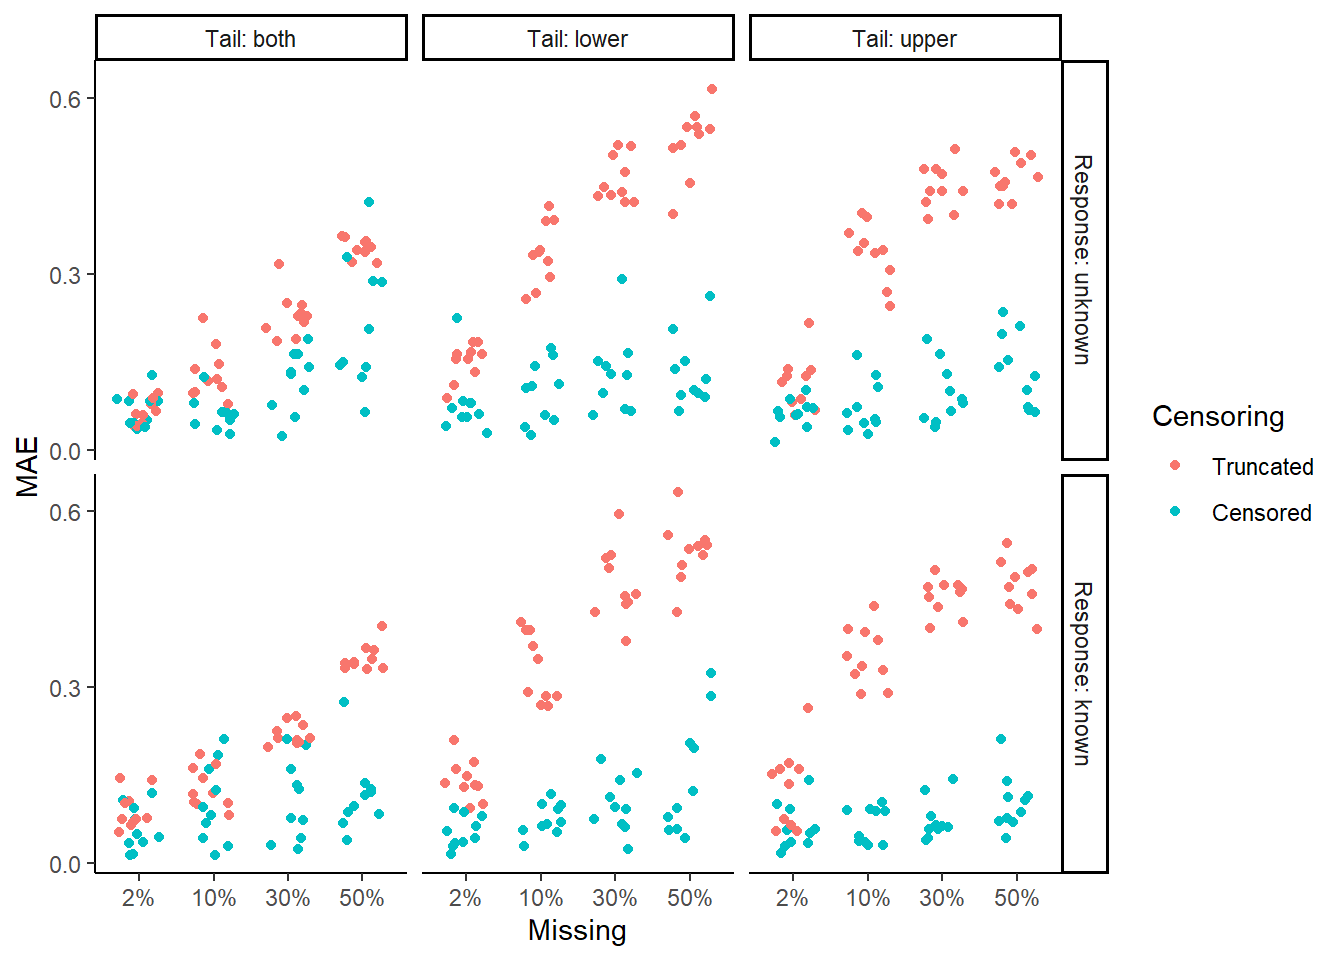 Tail: both
Tail: lower
Tail: upper
0.6
0.3
0.0
Response: unknown
MAE
0.6
0.3
0.0
Response: known
2%
10%
30%
50%
2%
10%
30%
50%
2%
10%
30%
50%
Missing
Censoring
Truncated
Censored